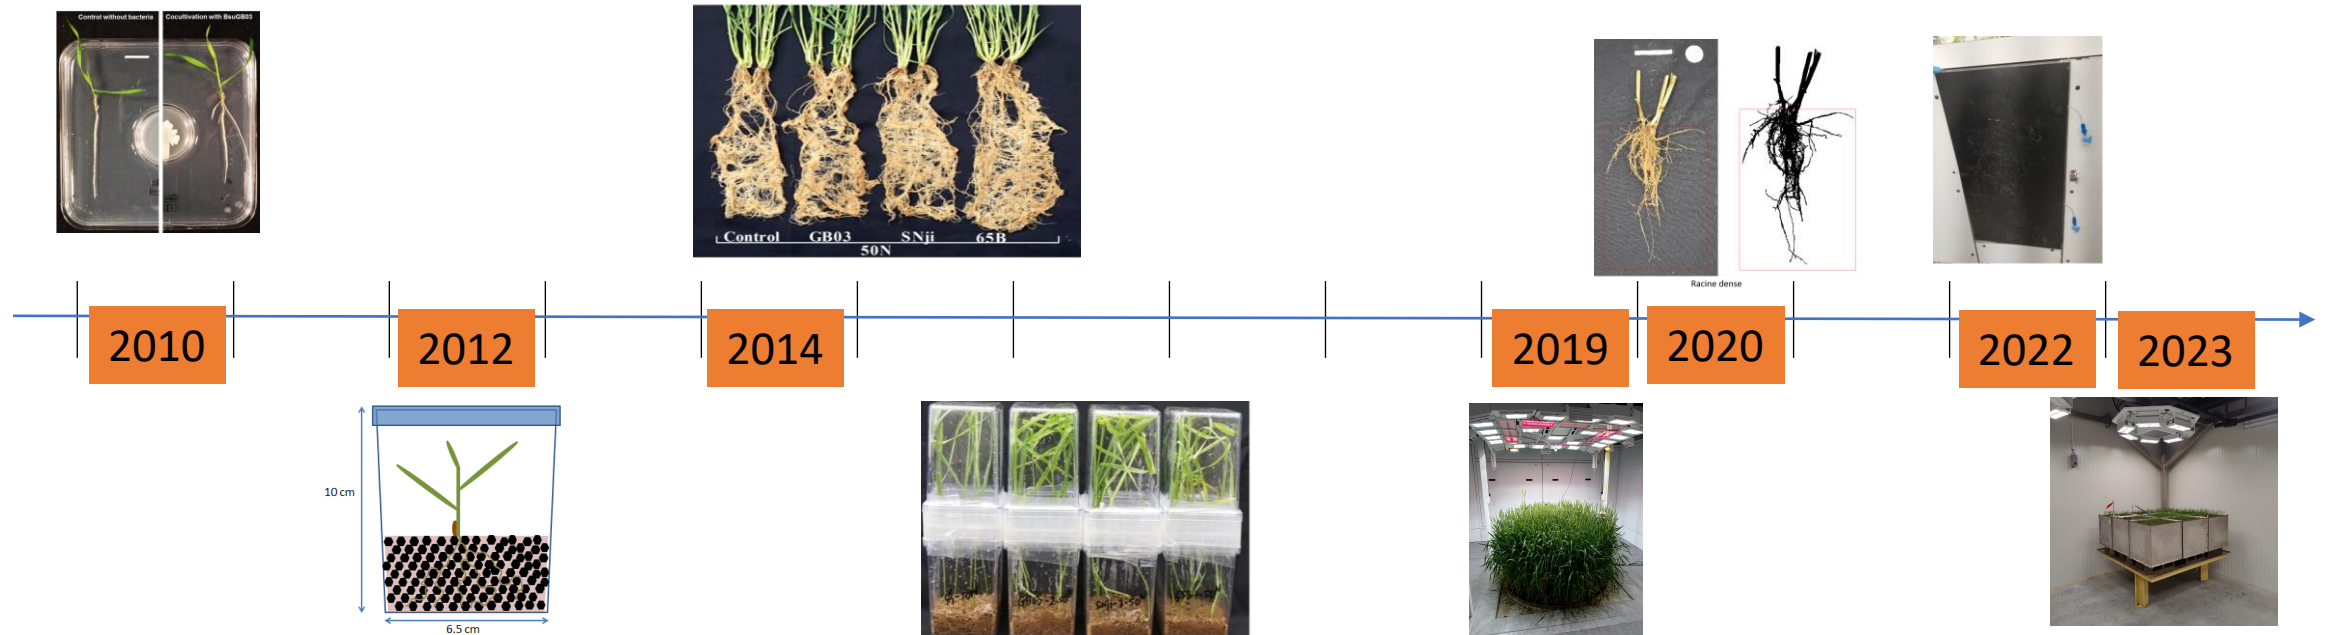 Control without bacteria
Cocultivation with BsuGB03
Control GB03 SNji 65B
50N
Racine dense
2010
2012
2014
2019
2020
2022
2023
10 cm
6.5 cm